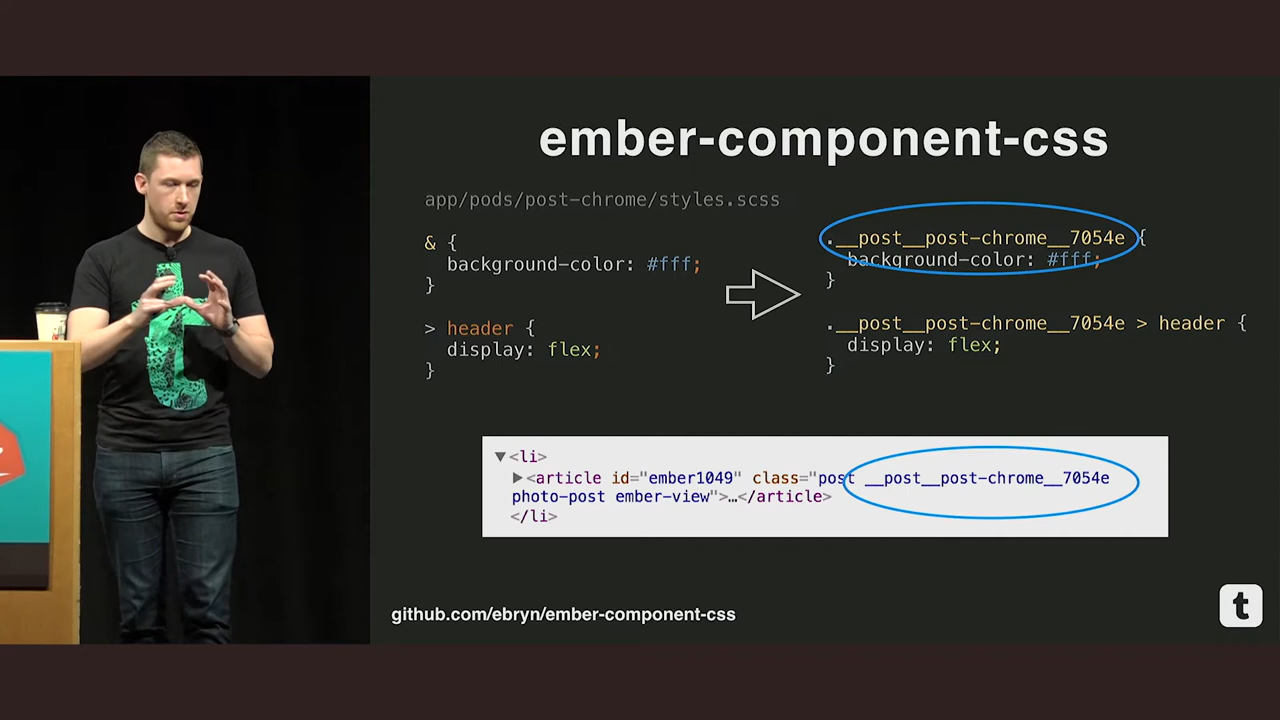 ember-component-css
app/pods/post-chrome/styles.scss
& {
background-color: #fff;
}
> header {
display: flex;
}
.__post__post-chrome__7054e {
background-color: #fff;
}
.__post__post-chrome__7054e > header {
display: flex;
}
▼<li>
▶<article id="ember1049" class="post __post__post-chrome__7054e
photo-post ember-view">…</article>
</li>
github.com/ebryn/ember-component-css
t
t